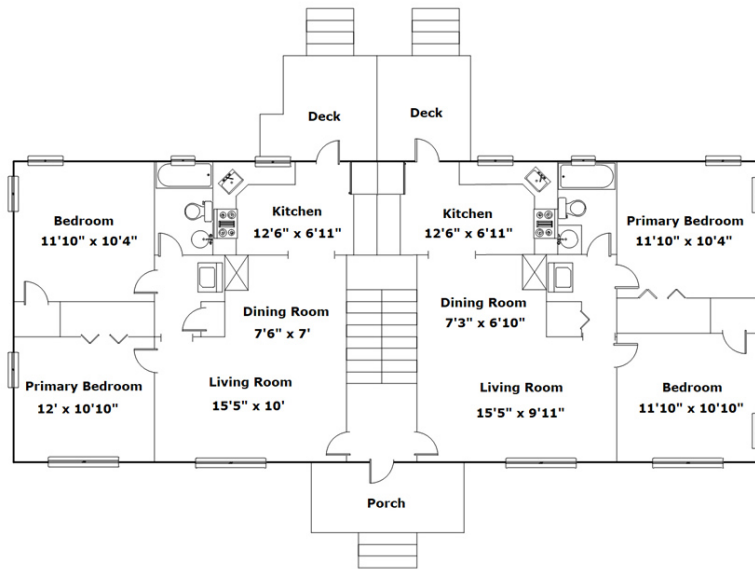 Deck
Deck
Bedroom
11'10" x 10'4"
Kitchen
12'6" x 6'11"
Kitchen
12'6" x 6'11"
Primary Bedroom
11'10" x 10'4"
Dining Room
7'6" x 7'
Dining Room
7'3" x 6'10"
Primary Bedroom
12' x 10'10"
Living Room
15'5" x 10'
Living Room
15'5" x 9'11"
Bedroom
11'10" x 10'10"
Porch